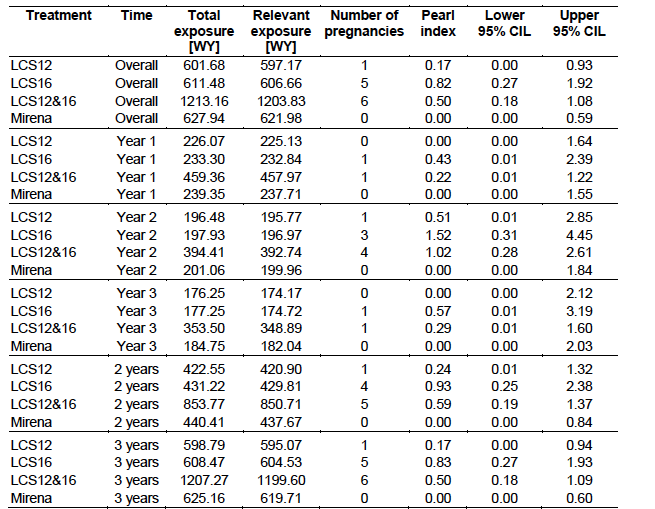 Treatment Time Total exposure [WY] Relevant exposure [WY] Number of pregnancies Pearl index Lower 95% CIL Upper 95% CIL
LCS12 Overall 601.68 597.17 1 0.17 0.00 0.93
LCS16 Overall 611.48 606.66 5 0.82 0.27 1.92
LCS12&16 Overall 1213.16 1203.83 6 0.50 0.18 1.08
Mirena Overall 627.94 621.98 0 0.00 0.00 0.59
LCS12 Year 1 226.07 225.13 0 0.00 0.00 1.64
LCS16 Year 1 233.30 232.84 1 0.43 0.01 2.39
LCS12&16 Year 1 459.36 457.97 1 0.22 0.01 1.22
Mirena Year 1 239.35 237.71 0 0.00 0.00 1.55
LCS12 Year 2 196.48 195.77 1 0.51 0.01 2.85
LCS16 Year 2 197.93 196.97 3 1.52 0.31 4.45
LCS12&16 Year 2 394.41 392.74 4 1.02 0.28 2.61
Mirena Year 2 201.06 199.96 0 0.00 0.00 1.84
LCS12 Year 3 176.25 174.17 0 0.00 0.00 2.12
LCS16 Year 3 177.25 174.72 1 0.57 0.01 3.19
LCS12&16 Year 3 353.50 348.89 1 0.29 0.01 1.60
Mirena Year 3 184.75 182.04 0 0.00 0.00 2.03
LCS12 2 years 422.55 420.90 1 0.24 0.01 1.32
LCS16 2 years 431.22 429.81 4 0.93 0.25 2.38
LCS12&16 2 years 853.77 850.71 5 0.59 0.19 1.37
Mirena 2 years 440.41 437.67 0 0.00 0.00 0.84
LCS12 3 years 598.79 595.07 1 0.17 0.00 0.94
LCS16 3 years 608.47 604.53 5 0.83 0.27 1.93
LCS12&16 3 years 1207.27 1199.60 6 0.50 0.18 1.09
Mirena 3 years 625.16 619.71 0 0.00 0.00 0.60